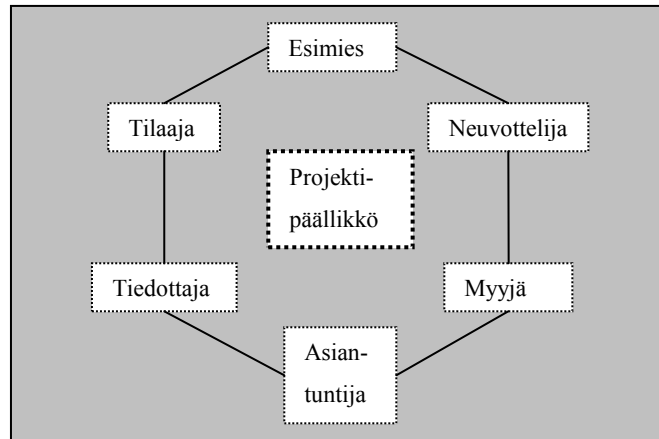 Esimies
Tilaaja
Neuvottelija
Projekti-
päällikkö
Tiedottaja
Myyjä
Asian-
tuntija